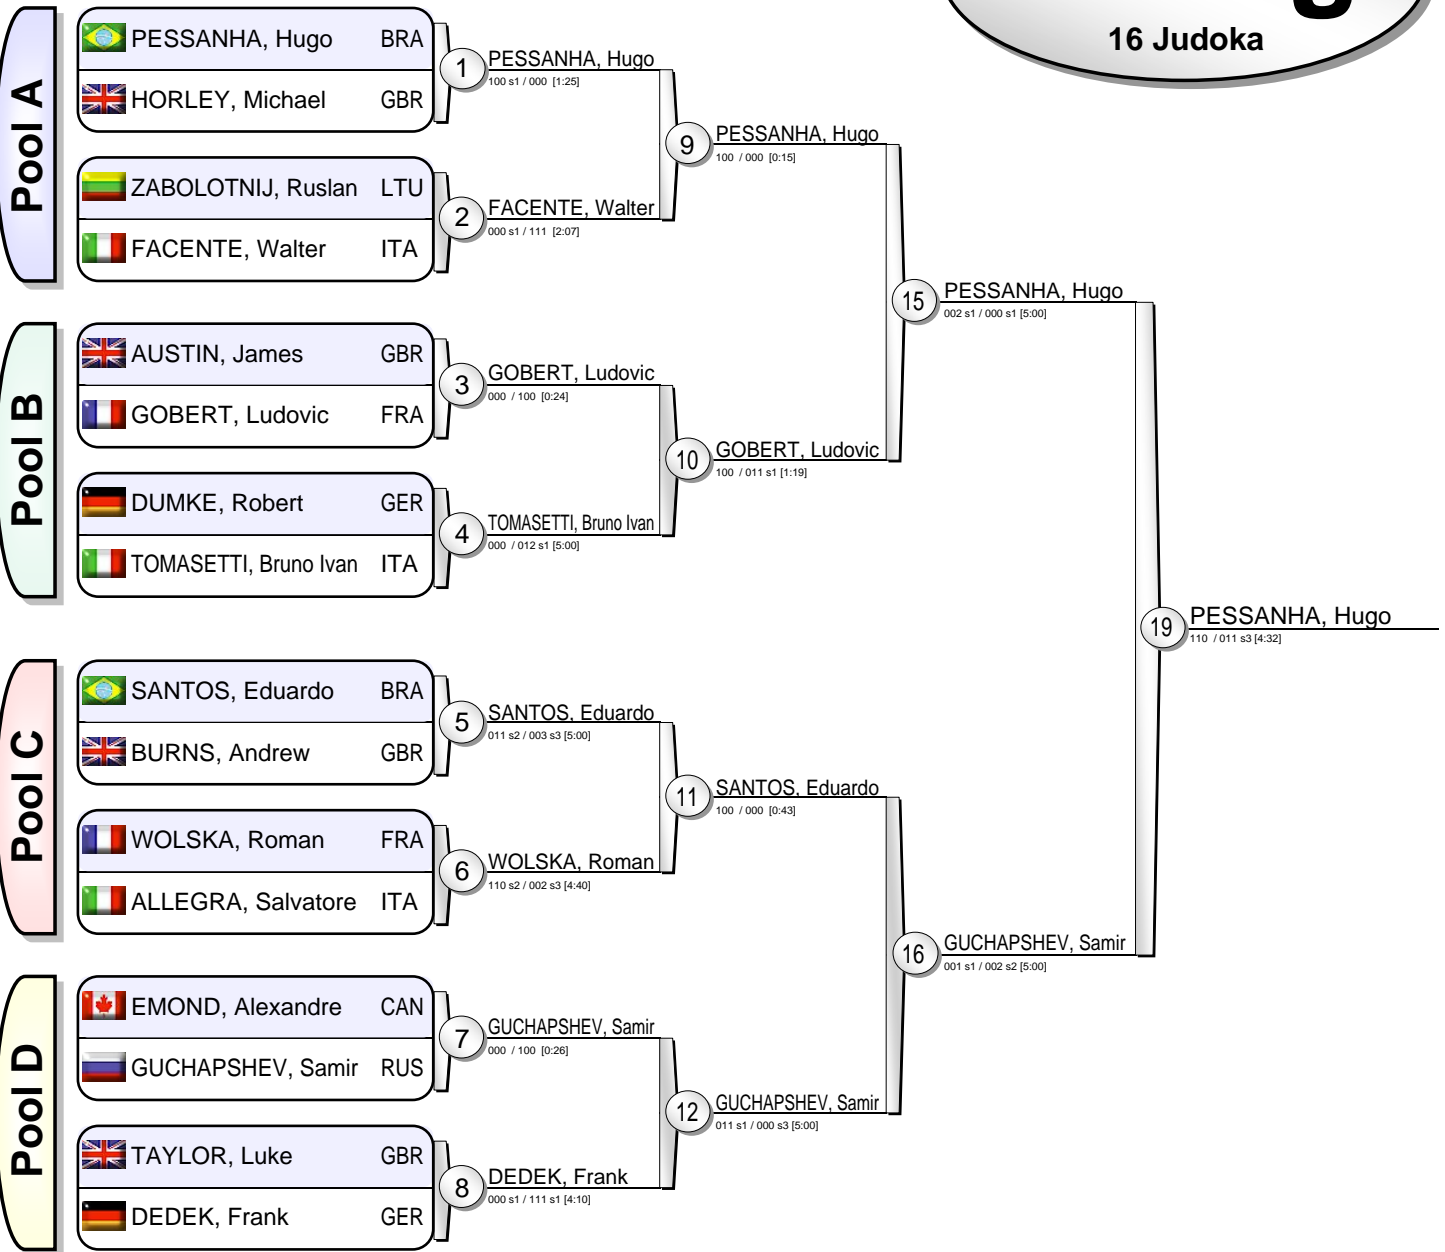 16 Judoka
Pool A
PESSANHA, Hugo BRA
HORLEY, Michael GBR
1
PESSANHA, Hugo
100 s1 / 000 [1:25]
ZABOLOTNIJ, Ruslan LTU
FACENTE, Walter ITA
2
FACENTE, Walter
000 s1 / 111 [2:07]
9
PESSANHA, Hugo
100 / 000 [0:15]
Pool B
AUSTIN, James GBR
GOBERT, Ludovic FRA
3
GOBERT, Ludovic
000 / 100 [0:24]
DUMKE, Robert GER
TOMASETTI, Bruno Ivan ITA
4
TOMASETTI, Bruno Ivan
000 / 012 s1 [5:00]
10
GOBERT, Ludovic
100 / 011 s1 [1:19]
15
PESSANHA, Hugo
002 s1 / 000 s1 [5:00]
Pool C
SANTOS, Eduardo BRA
BURNS, Andrew GBR
5
SANTOS, Eduardo
011 s2 / 003 s3 [5:00]
WOLSKA, Roman FRA
ALLEGRA, Salvatore ITA
6
WOLSKA, Roman
110 s2 / 002 s3 [4:40]
11
SANTOS, Eduardo
100 / 000 [0:43]
Pool D
EMOND, Alexandre CAN
GUCHAPSHEV, Samir RUS
7
GUCHAPSHEV, Samir
000 / 100 [0:26]
TAYLOR, Luke GBR
DEDEK, Frank GER
8
DEDEK, Frank
000 s1 / 111 s1 [4:10]
12
GUCHAPSHEV, Samir
011 s1 / 000 s3 [5:00]
16
GUCHAPSHEV, Samir
001 s1 / 002 s2 [5:00]
19
PESSANHA, Hugo
110 / 011 s3 [4:32]